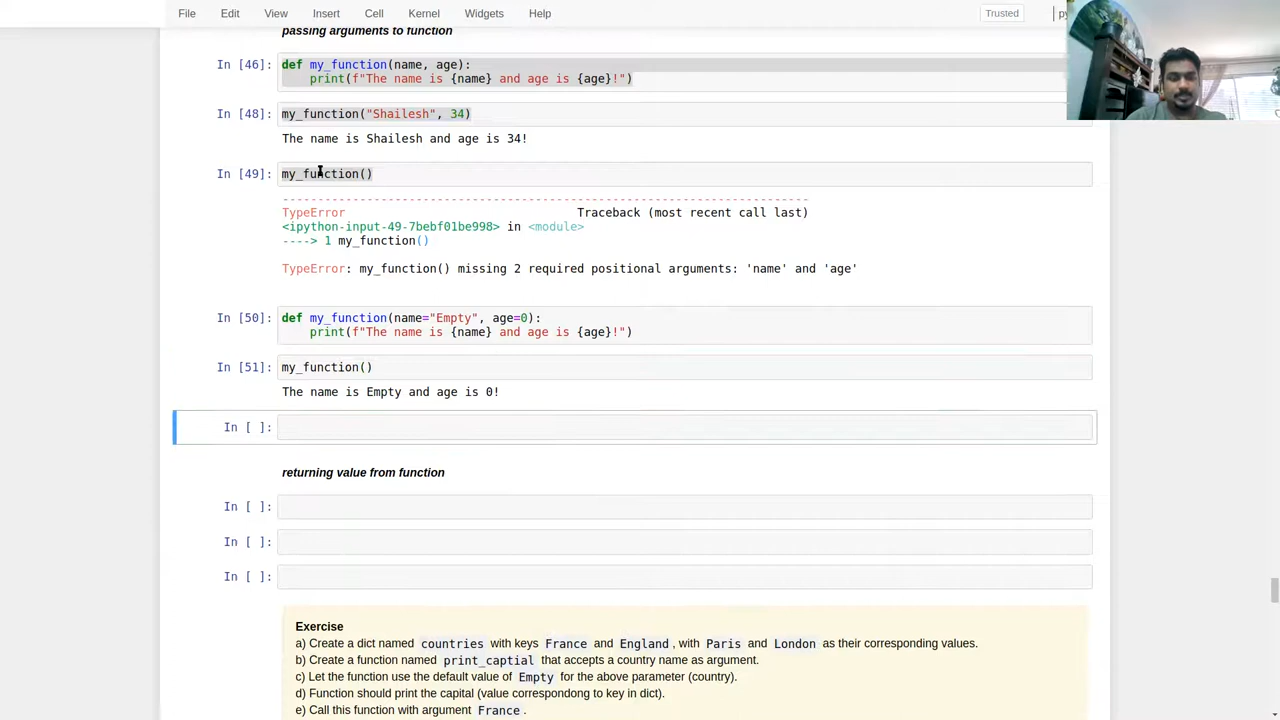 File Edit View Insert Cell Kernel Widgets Help Trusted
passing arguments to function
In [46]: def my_function(name, age):
print(f"The name is {name} and age is {age}!")
In [48]: my_function("Shailesh", 34)
The name is Shailesh and age is 34!
In [49]: my_function()
---------------------------------------------------------------------------
TypeError Traceback (most recent call last)
<ipython-input-49-7bebf01be998> in <module>
----> 1 my_function()
TypeError: my_function() missing 2 required positional arguments: 'name' and 'age'
In [50]: def my_function(name="Empty", age=0):
print(f"The name is {name} and age is {age}!")
In [51]: my_function()
The name is Empty and age is 0!
In [ ]:
returning value from function
In [ ]:
In [ ]:
In [ ]:
Exercise
a) Create a dict named countries with keys France and England , with Paris and London as their corresponding values.
b) Create a function named print_captial that accepts a country name as argument.
c) Let the function use the default value of Empty for the above parameter (country).
d) Function should print the capital (value correspondong to key in dict).
e) Call this function with argument France .